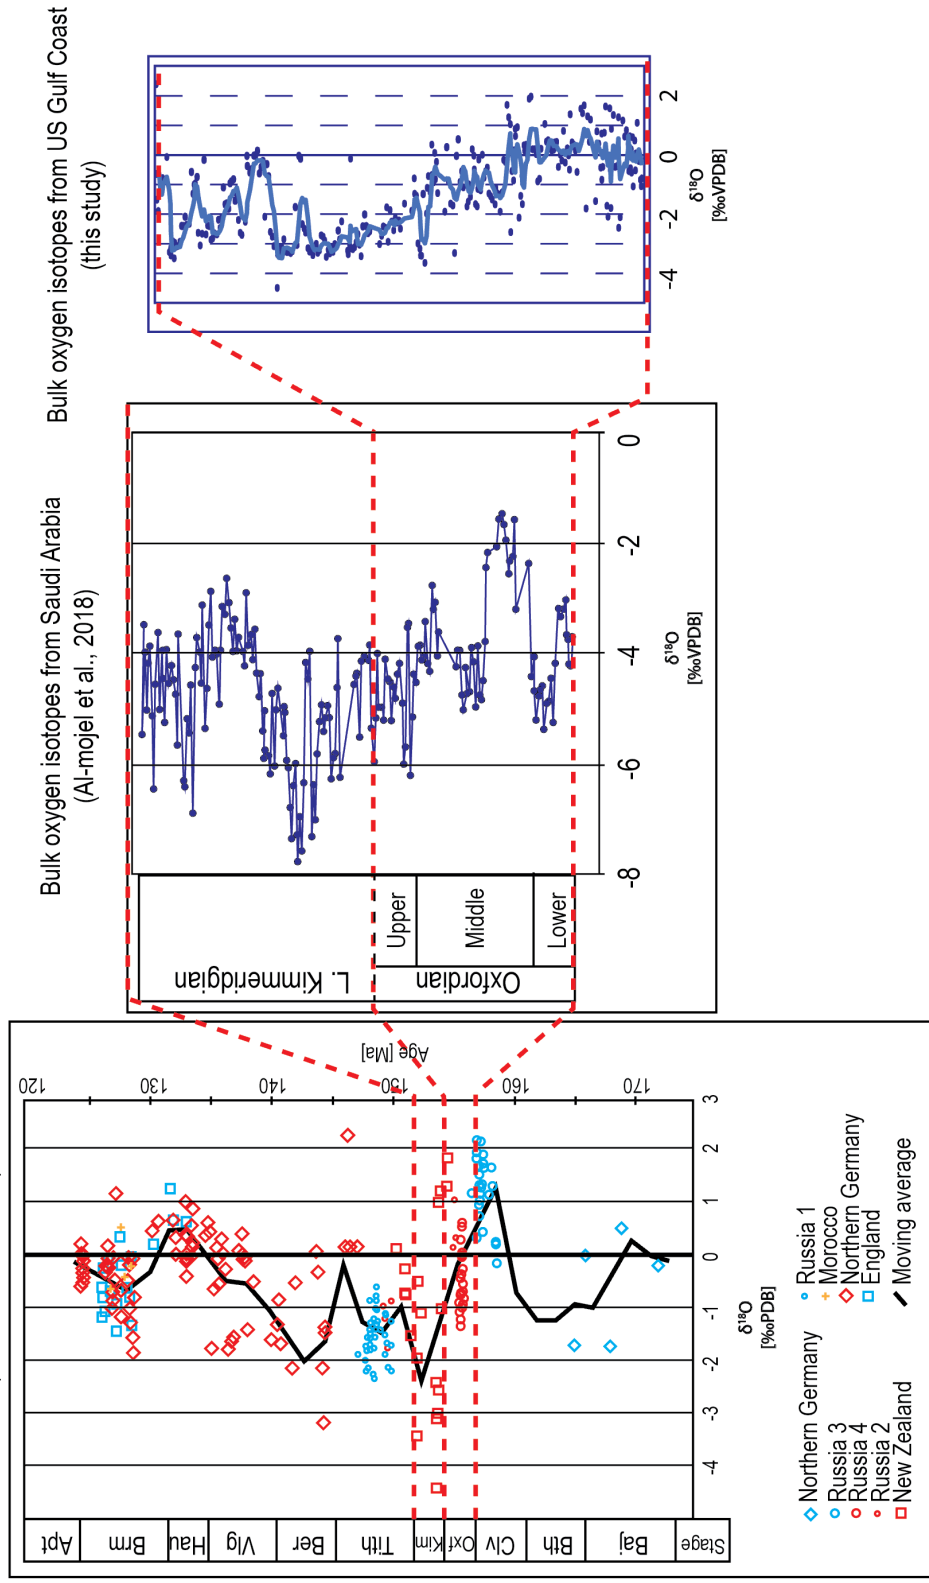 Bulk oxygen isotopes from US Gulf Coast
(this study)
2
0
-2
-4
δ¹⁸O
[‰VPDB]
Bulk oxygen isotopes from Saudi Arabia
(Al-mojel et al., 2018)
0
-2
-4
-6
-8
δ¹⁸O
[‰VPDB]
L. Kimmeridgian
Oxfordian
Upper
Middle
Lower
Age [Ma]
120
130
140
150
160
170
3
2
1
0
-1
-2
-3
-4
δ¹⁸O
[‰PDB]
Apt
Brm
Hau
Vlg
Ber
Tith
Kim
Oxf
Clv
Bth
Baj
Stage
Northern Germany
Russia 3
Russia 4
Russia 2
New Zealand
Russia 1
Morocco
Northern Germany
England
Moving average